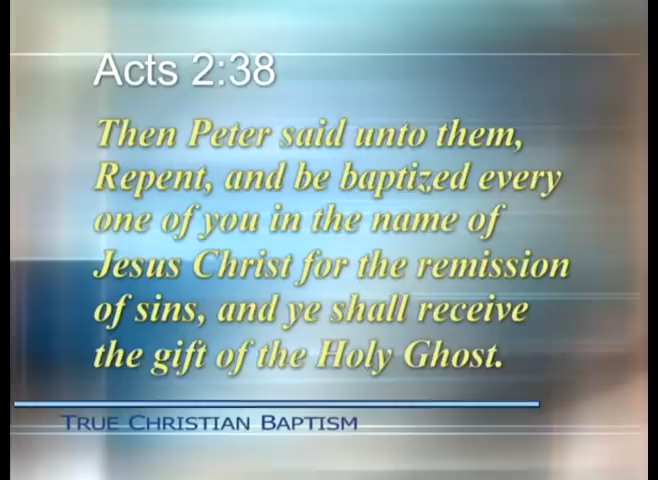 Acts 2:38
Then Peter said unto them,
Repent, and be baptized every
one of you in the name of
Jesus Christ for the remission
of sins, and ye shall receive
the gift of the Holy Ghost.
TRUE CHRISTIAN BAPTISM